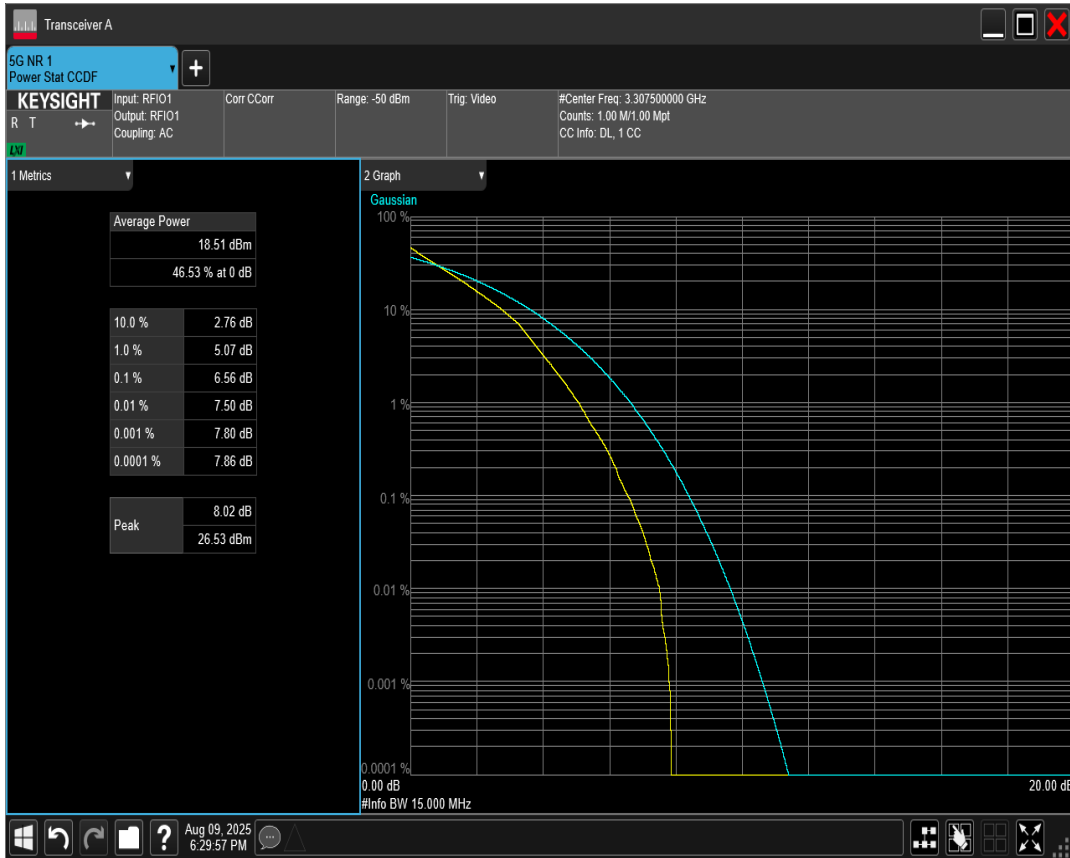 Transceiver A
5G NR 1
Power Stat CCDF
+
KEYSIGHT
R T
LXI
Input: RFIO1
Output: RFIO1
Coupling: AC
Corr CCorr
Range: -50 dBm
Trig: Video
#Center Freq: 3.307500000 GHz
Counts: 1.00 M/1.00 Mpt
CC Info: DL, 1 CC
1 Metrics
Average Power
18.51 dBm
46.53 % at 0 dB
10.0 % 2.76 dB
1.0 % 5.07 dB
0.1 % 6.56 dB
0.01 % 7.50 dB
0.001 % 7.80 dB
0.0001 % 7.86 dB
Peak
8.02 dB
26.53 dBm
2 Graph
Gaussian
100 %
10 %
1 %
0.1 %
0.01 %
0.001 %
0.0001 %
0.00 dB 20.00 dB
#Info BW 15.000 MHz
?
Aug 09, 2025
6:29:57 PM